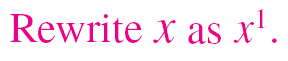 Rewrite x as x¹.